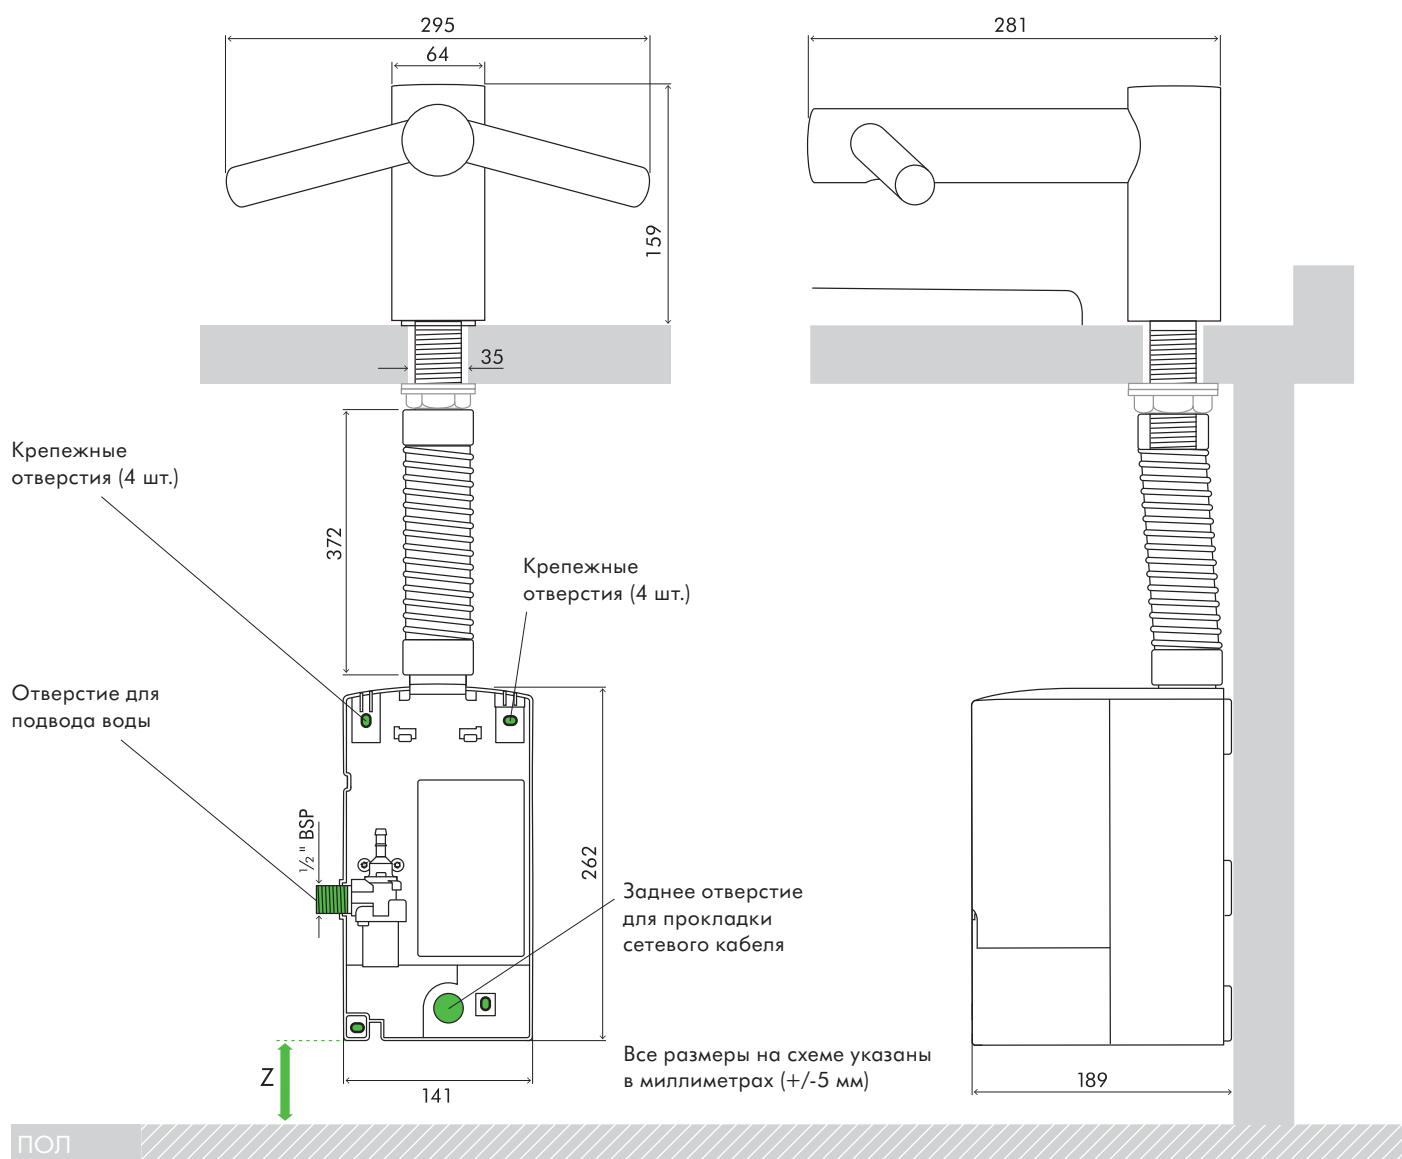 295
64
281
159
35
Крепежные
отверстия (4 шт.)
372
Крепежные
отверстия (4 шт.)
Отверстие для
подвода воды
1/2 " BSP
262
Заднее отверстие
для прокладки
сетевого кабеля
Все размеры на схеме указаны
в миллиметрах (+/-5 мм)
Z
141
189
ПОЛ